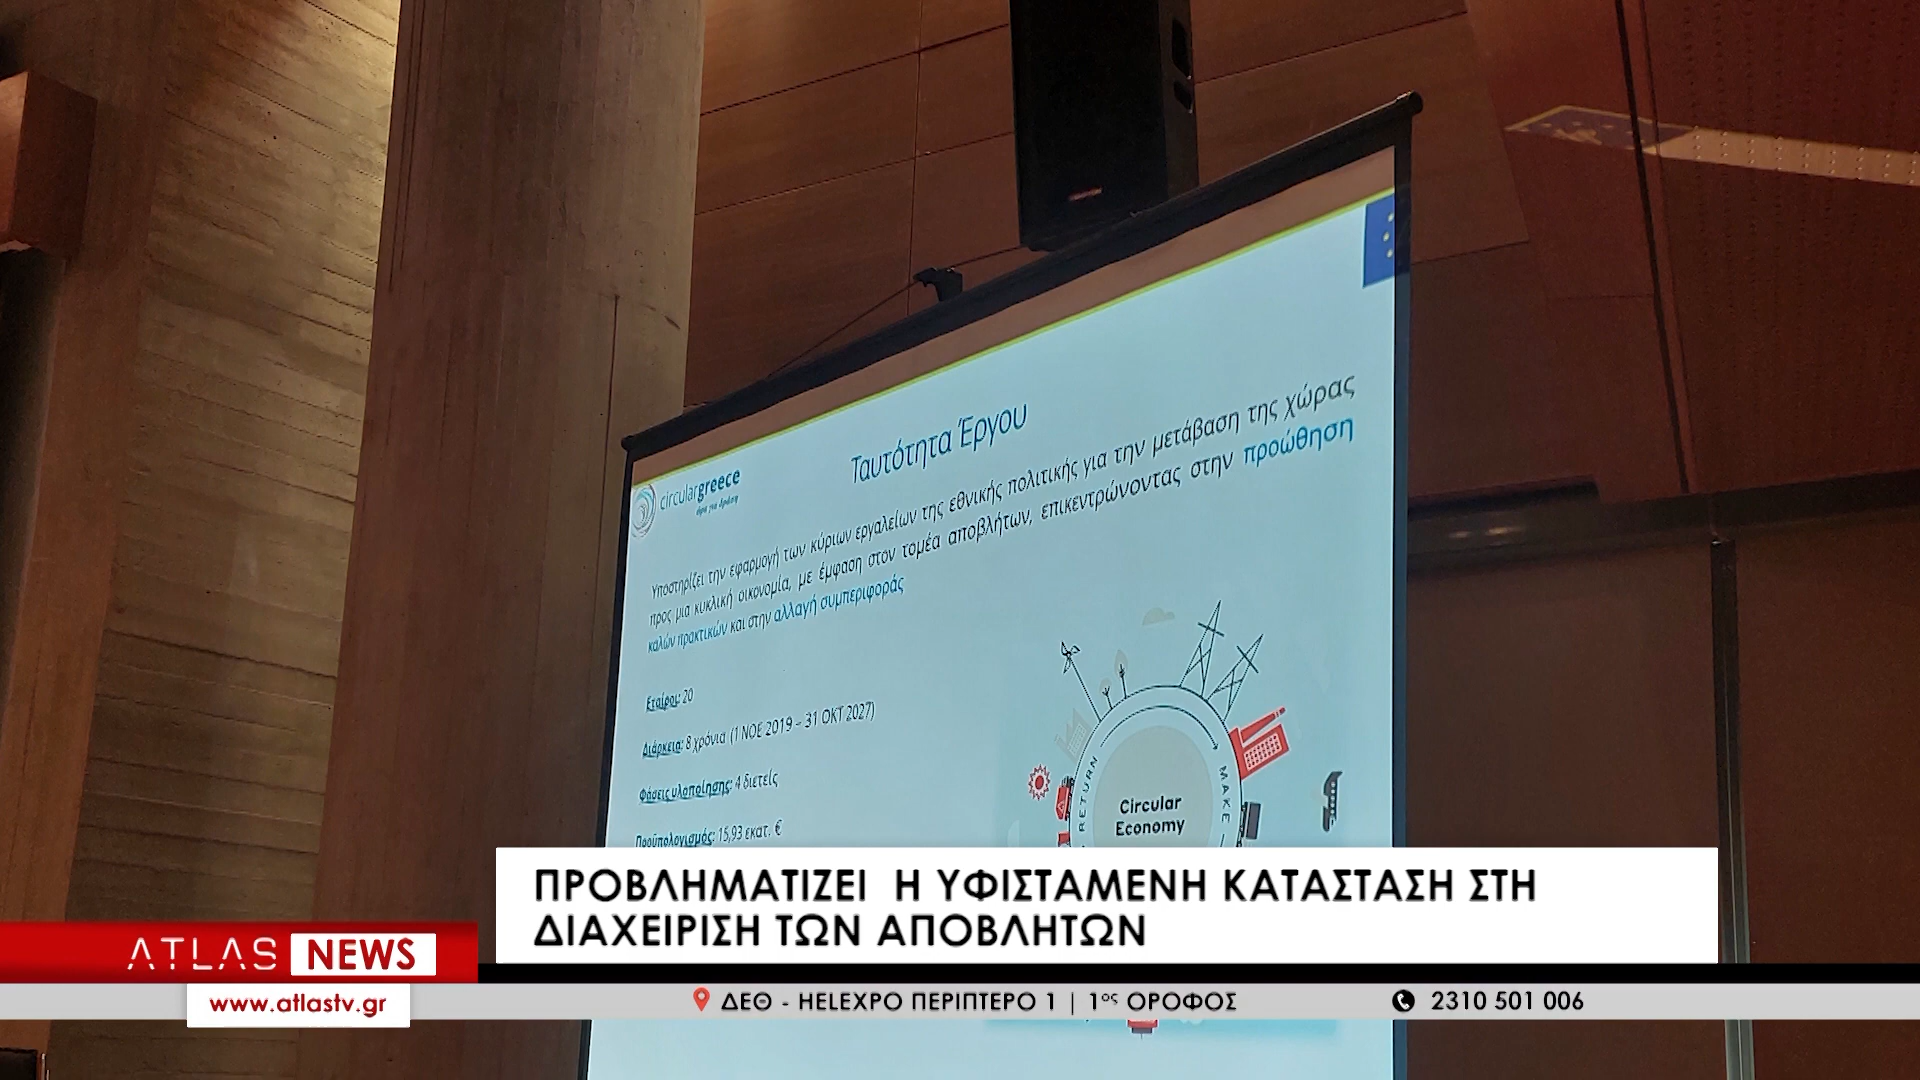 Ταυτότητα Έργου
circulargreece
Υποστηρίζει την εφαρμογή των κύριων εργαλείων της εθνικής πολιτικής για την μετάβαση της χώρας
προς μια κυκλική οικονομία, με έμφαση στον τομέα αποβλήτων, επικεντρώνοντας στην προώθηση
καλών πρακτικών και στην αλλαγή συμπεριφοράς
Εταίροι: 20
Διάρκεια: 8 χρόνια (1 ΝΟΕ 2019 – 31 ΟΚΤ 2027)
Φάσεις υλοποίησης: 4 διετείς
Προϋπολογισμός: 15,93 εκατ. €
RETURN
MAKE
Circular
Economy
ΠΡΟΒΛΗΜΑΤΙΖΕΙ Η ΥΦΙΣΤΑΜΕΝΗ ΚΑΤΑΣΤΑΣΗ ΣΤΗ
ΔΙΑΧΕΙΡΙΣΗ ΤΩΝ ΑΠΟΒΛΗΤΩΝ
ATLAS NEWS
www.atlastv.gr
ΔΕΘ - HELEXPO ΠΕΡΙΠΤΕΡΟ 1 | 1ος ΟΡΟΦΟΣ
2310 501 006